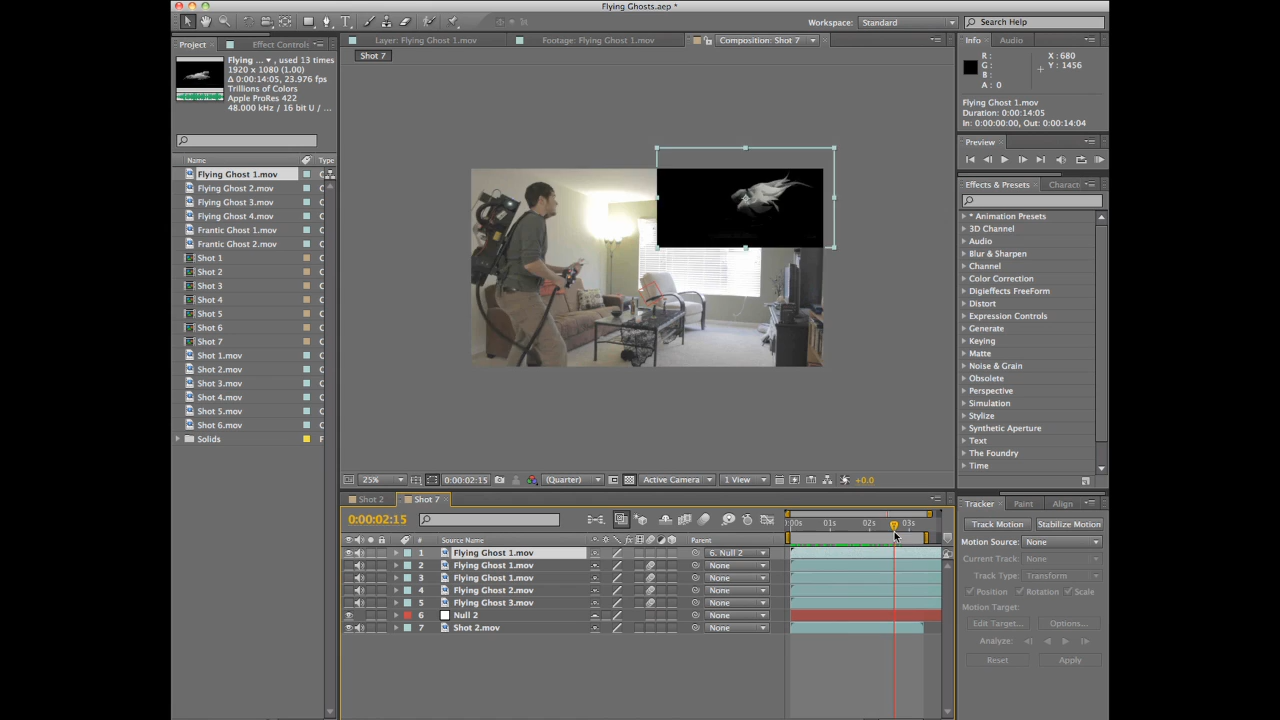 Flying Ghosts.aep *
Workspace: Standard
Search Help
Project
Effect Controls:
Layer: Flying Ghost 1.mov
Footage: Flying Ghost 1.mov
Composition: Shot 7
Info
Audio
Shot 7
Flying ... ▾ , used 13 times
1920 x 1080 (1.00)
Δ 0:00:14:05, 23.976 fps
Trillions of Colors
Apple ProRes 422
48.000 kHz / 16 bit U / ...
R :
G :
B :
A : 0
X : 680
Y : 1456
Flying Ghost 1.mov
Duration: 0:00:14:05
In: 0:00:00:00, Out: 0:00:14:04
Preview
Name
Type
Flying Ghost 1.mov
Flying Ghost 2.mov
Flying Ghost 3.mov
Flying Ghost 4.mov
Frantic Ghost 1.mov
Frantic Ghost 2.mov
Shot 1
Shot 2
Shot 3
Shot 4
Shot 5
Shot 6
Shot 7
Shot 1.mov
Shot 2.mov
Shot 3.mov
Shot 4.mov
Shot 5.mov
Shot 6.mov
Solids
Effects & Presets
Charact
* Animation Presets
3D Channel
Audio
Blur & Sharpen
Channel
Color Correction
Digieffects FreeForm
Distort
Expression Controls
Generate
Keying
Matte
Noise & Grain
Obsolete
Perspective
Simulation
Stylize
Synthetic Aperture
Text
The Foundry
Time
25%
0:00:02:15
(Quarter)
Active Camera
1 View
+0.0
Shot 2
Shot 7
0:00:02:15
0:00s
01s
02s
03s
#
Source Name
Parent
1 Flying Ghost 1.mov 6. Null 2
2 Flying Ghost 1.mov None
3 Flying Ghost 1.mov None
4 Flying Ghost 2.mov None
5 Flying Ghost 3.mov None
6 Null 2 None
7 Shot 2.mov None
Tracker
Paint
Align
Track Motion
Stabilize Motion
Motion Source: None
Current Track: None
Track Type: Transform
Position
Rotation
Scale
Motion Target:
Edit Target...
Options...
Analyze:
Reset
Apply